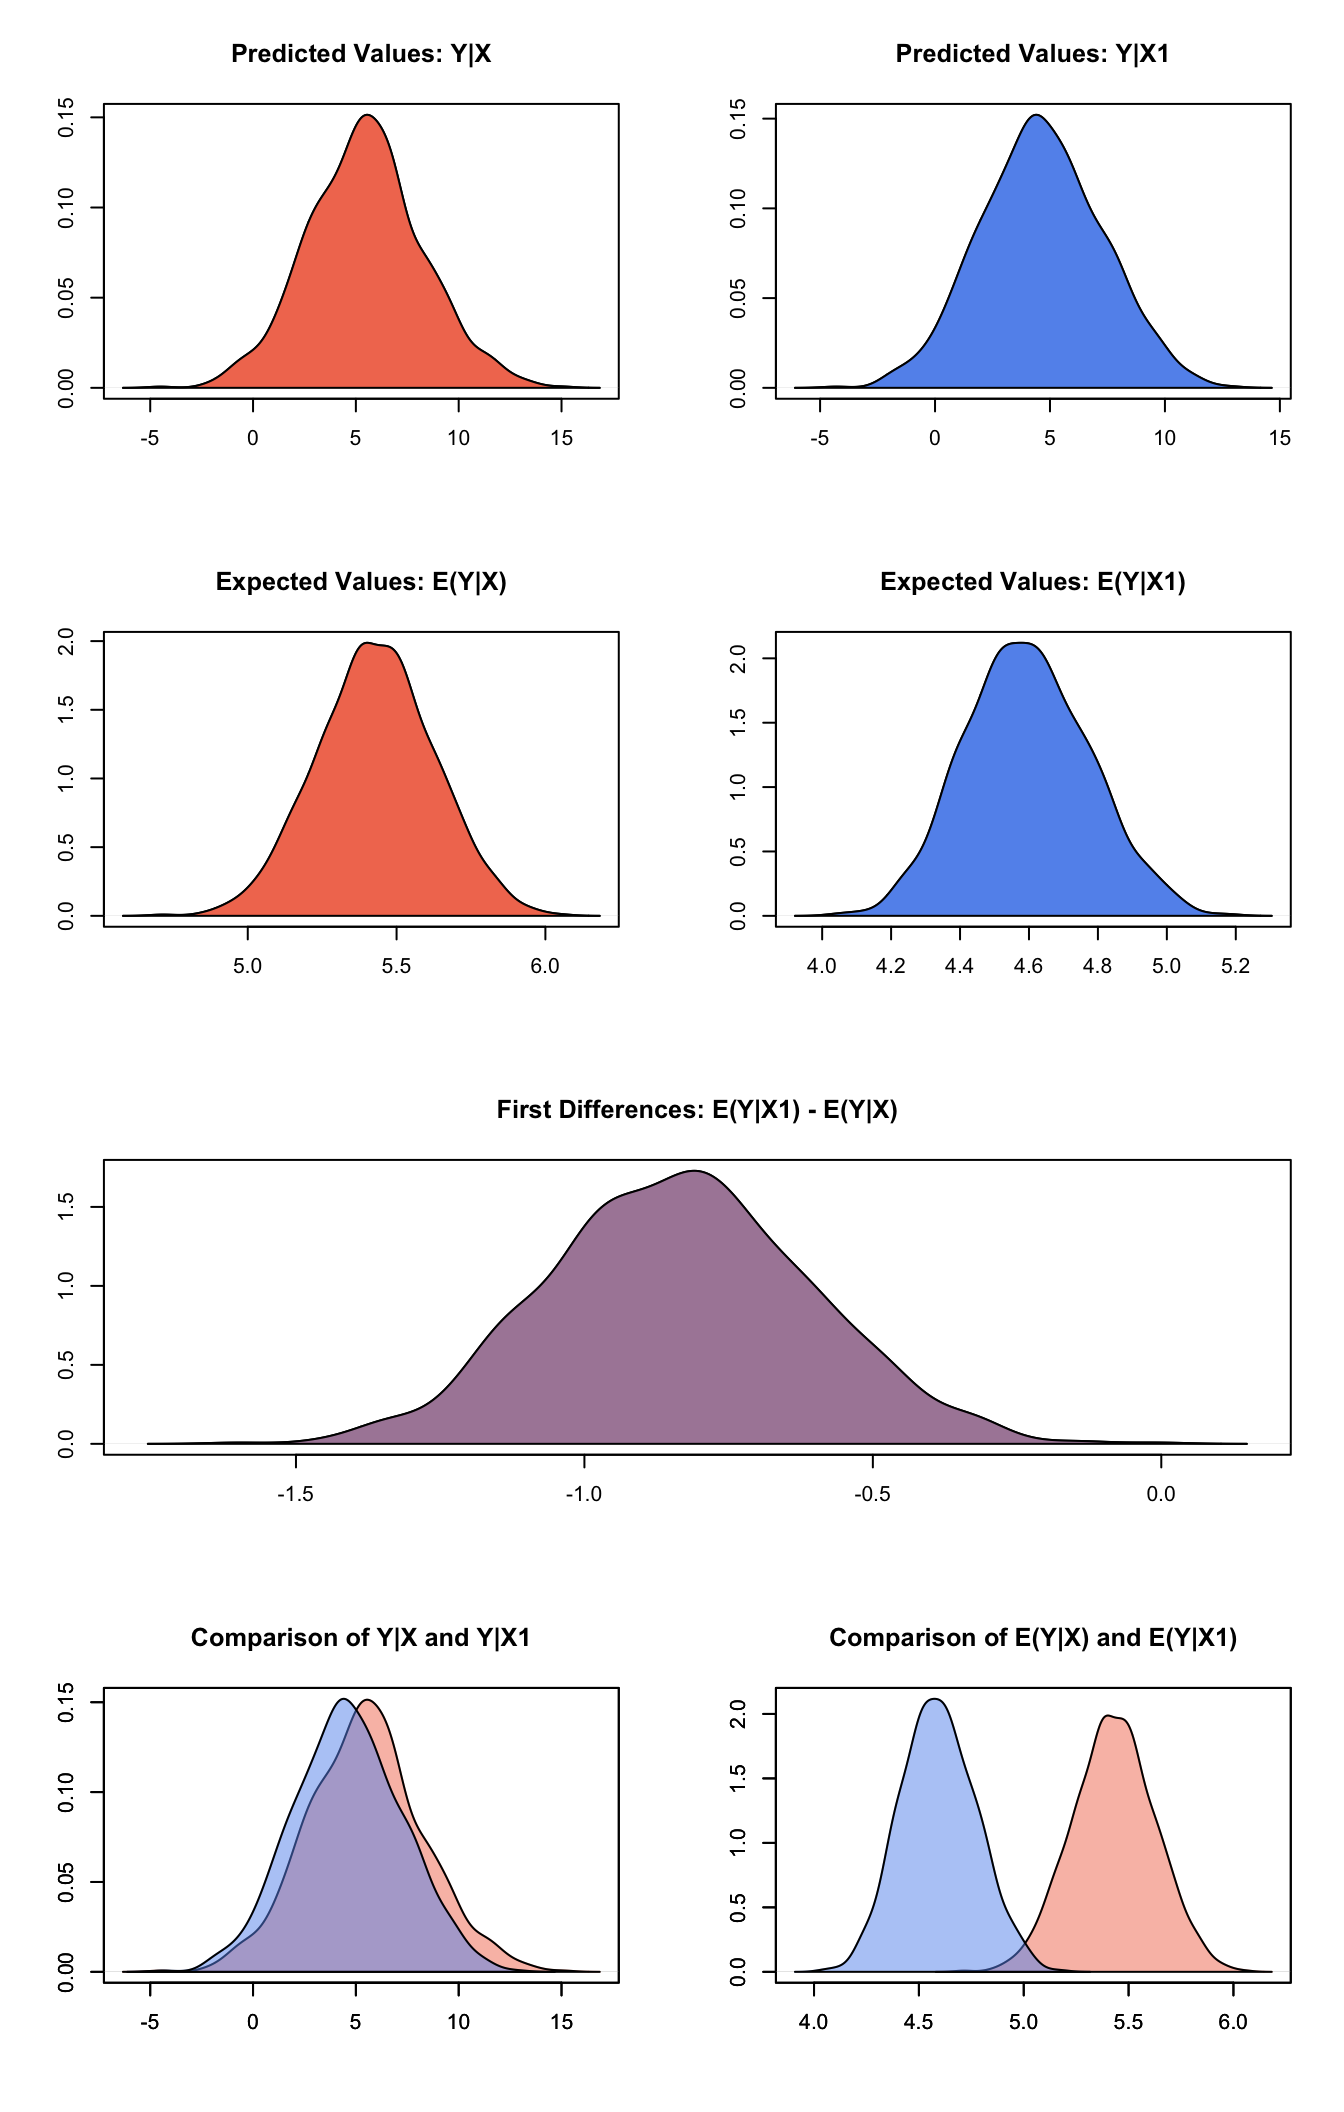 Predicted Values: Y|X
0.00 0.05 0.10 0.15
-5 0 5 10 15
Predicted Values: Y|X1
0.00 0.05 0.10 0.15
-5 0 5 10 15
Expected Values: E(Y|X)
0.0 0.5 1.0 1.5 2.0
5.0 5.5 6.0
Expected Values: E(Y|X1)
0.0 0.5 1.0 1.5 2.0
4.0 4.2 4.4 4.6 4.8 5.0 5.2
First Differences: E(Y|X1) - E(Y|X)
0.0 0.5 1.0 1.5
-1.5 -1.0 -0.5 0.0
Comparison of Y|X and Y|X1
0.00 0.05 0.10 0.15
-5 0 5 10 15
Comparison of E(Y|X) and E(Y|X1)
0.0 0.5 1.0 1.5 2.0
4.0 4.5 5.0 5.5 6.0